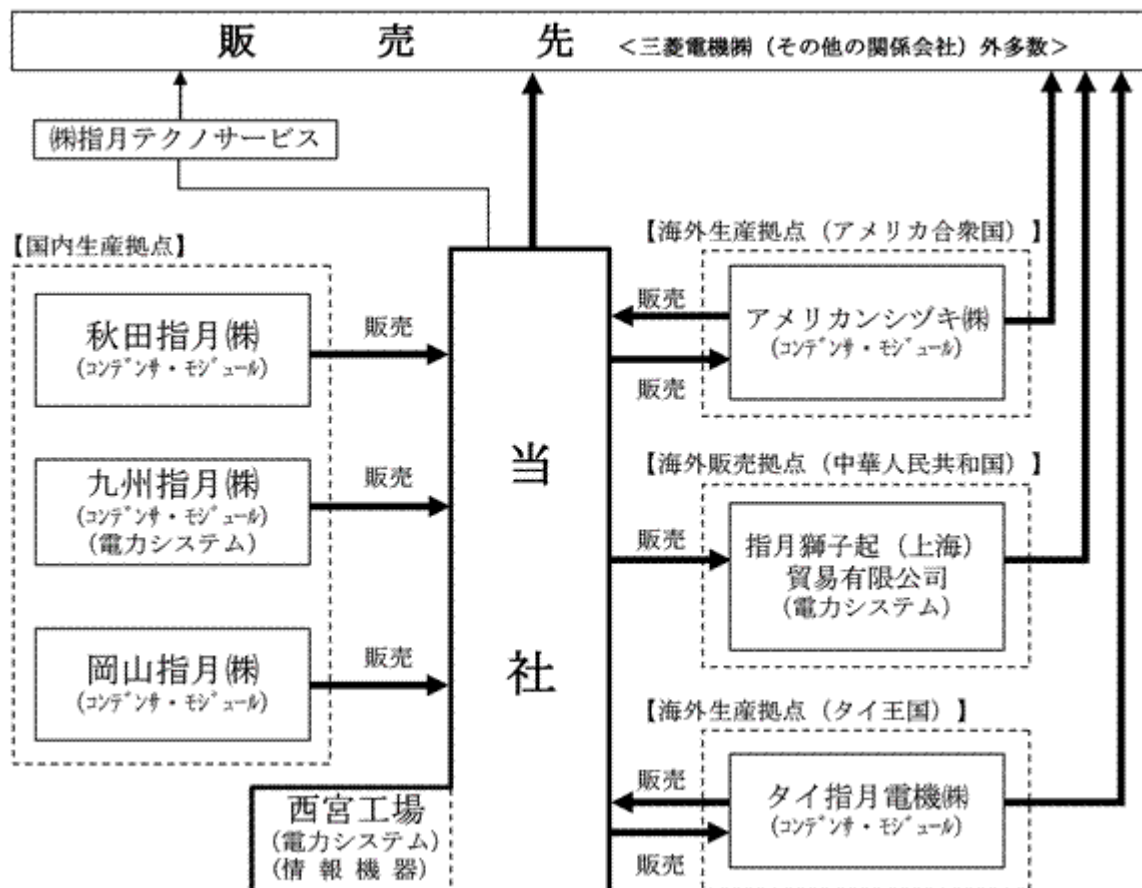 販売先 <三菱電機㈱（その他の関係会社）外多数>
㈱指月テクノサービス
【国内生産拠点】
秋田指月㈱
(ｺﾝﾃﾞﾝｻ・ﾓｼﾞｭｰﾙ)
販売
九州指月㈱
(ｺﾝﾃﾞﾝｻ・ﾓｼﾞｭｰﾙ)
(電力システム)
販売
岡山指月㈱
(ｺﾝﾃﾞﾝｻ・ﾓｼﾞｭｰﾙ)
販売
当社
西宮工場
(電力システム)
(情報機器)
【海外生産拠点（アメリカ合衆国）】
販売
アメリカンシヅキ㈱
(ｺﾝﾃﾞﾝｻ・ﾓｼﾞｭｰﾙ)
販売
【海外販売拠点（中華人民共和国）】
販売
指月獅子起（上海）
貿易有限公司
(電力システム)
【海外生産拠点（タイ王国）】
販売
タイ指月電機㈱
(ｺﾝﾃﾞﾝｻ・ﾓｼﾞｭｰﾙ)
販売